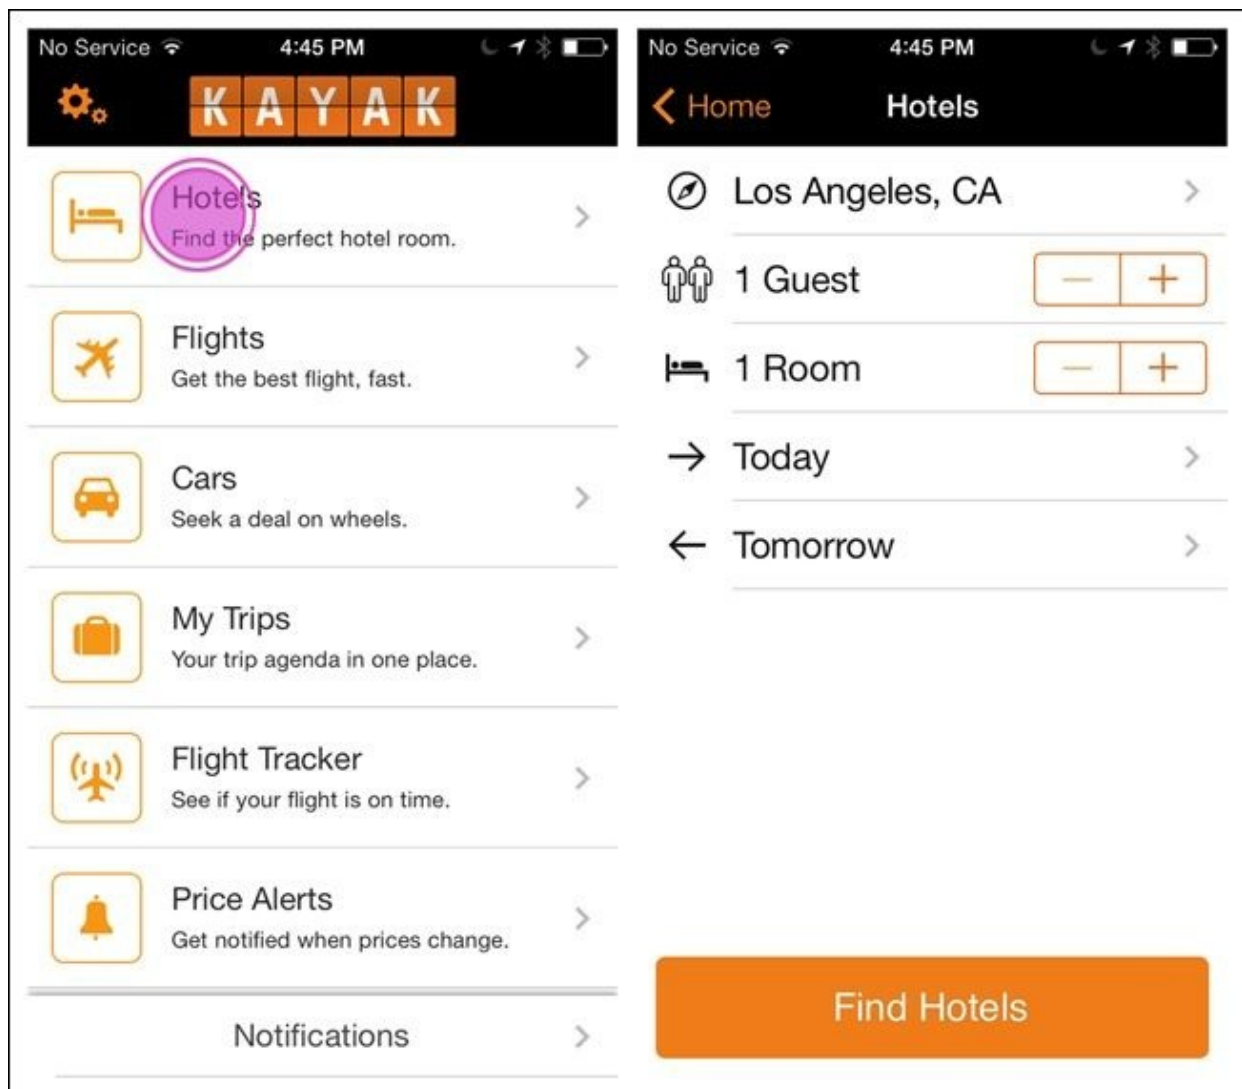 No Service 4:45 PM
KAYAK
Hotels
Find the perfect hotel room.
Flights
Get the best flight, fast.
Cars
Seek a deal on wheels.
My Trips
Your trip agenda in one place.
Flight Tracker
See if your flight is on time.
Price Alerts
Get notified when prices change.
Notifications
No Service 4:45 PM
Home Hotels
Los Angeles, CA
1 Guest
1 Room
Today
Tomorrow
Find Hotels